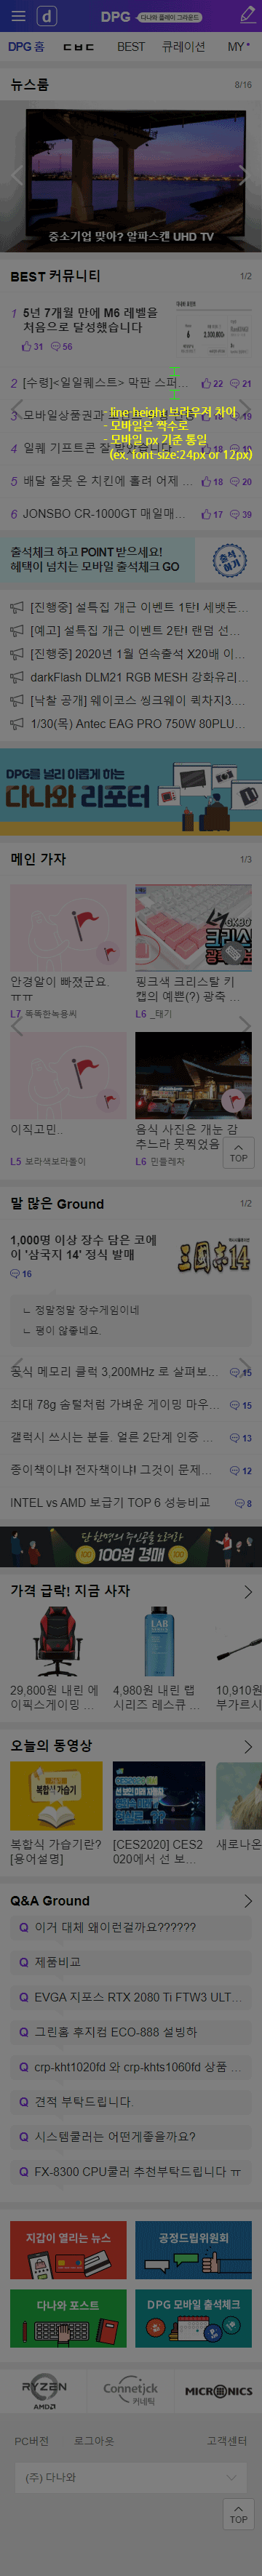 d DPG 다나와 플레이 그라운드
DPG 홈 ㄷㅂㄷ BEST 퀘이션 MY
뉴스룸 8/16
중소기업 맞아? 알파스캔 UHD TV
BEST 커뮤니티 1/2
1 5년 7개월 만에 M6 레벨을
처음으로 달성했습니다
31 56
2 [수령]<일일퀘스트> 막판 스퍼... 22 21
3 모바일상품권과 19
- line-height 브라우저 차이
- 모바일은 짝수로
- 모바일 px 기준 통일
(ex. font-size:24px or 12px)
4 일퀘 기프트콘 잘 18 10
5 배달 잘못 온 치킨에 홀려 어제 ... 18 20
6 JONSBO CR-1000GT 매일매... 17 39
출석체크 하고 POINT 받으세요!
혜택이 넘치는 모바일 출석체크 GO
출석하기
[진행중] 설특집 개근 이벤트 1탄! 세뱃돈...
[예고] 설특집 개근 이벤트 2탄! 랜덤 선...
[진행중] 2020년 1월 연속출석 X20배 이...
darkFlash DLM21 RGB MESH 강화유리...
[낙찰 공개] 웨이코스 씽크웨이 퀵차지3....
1/30(목) Antec EAG PRO 750W 80PLU...
DPG를 널리 이롭게 하는
다나와 리포터
메인 가자 1/3
안경알이 빠졌군요.
ㅠㅠ
L7 똑똑한녹용씨
핑크색 크리스탈 키
캡의 예쁜(?) 광축 ...
L6 _태기
이직고민..
L5 보라색보라돌이
음식 사진은 개눈 감
추느라 못찍었음
L6 민들레자
TOP
말 많은 Ground 1/2
1,000명 이상 장수 담은 코에
이 '삼국지 14' 정식 발매
16
三國志14
ㄴ 정말정말 장수게임이네
ㄴ 평이 않좋네요.
공식 메모리 클럭 3,200MHz 로 살펴보... 15
최대 78g 솜털처럼 가벼운 게이밍 마우... 15
갤럭시 쓰시는 분들. 얼른 2단계 인증 ... 13
종이책이냐! 전자책이냐! 그것이 문제... 12
INTEL vs AMD 보급기 TOP 6 성능비교 8
단 한명의 주인공을 노려라
100 100원 경매
가격 급락! 지금 사자
29,800원 내린 에
이픽스게이밍 ...
4,980원 내린 랩
시리즈 레스큐 ...
10,910원
부가르시
오늘의 동영상
복합식 가습기
복합식 가습기란?
[용어설명]
[CES2020] CES2
020에서 선 보...
새로나온
Q&A Ground
Q 이거 대체 왜이런걸까요??????
Q 제품비교
Q EVGA 지포스 RTX 2080 Ti FTW3 ULT...
Q 그린홈 후지컴 ECO-888 설빙하
Q crp-kht1020fd 와 crp-khts1060fd 상품 ...
Q 견적 부탁드립니다.
Q 시스템쿨러는 어떤게좋을까요?
Q FX-8300 CPU쿨러 추천부탁드립니다 ㅠ
지갑이 열리는 뉴스
공정드립위원회
다나와 포스트
DPG 모바일 출석체크
RYZEN
AMD
Connetjck
커네틱
MICRONICS
PC버전 로그아웃 고객센터
(주) 다나와
TOP